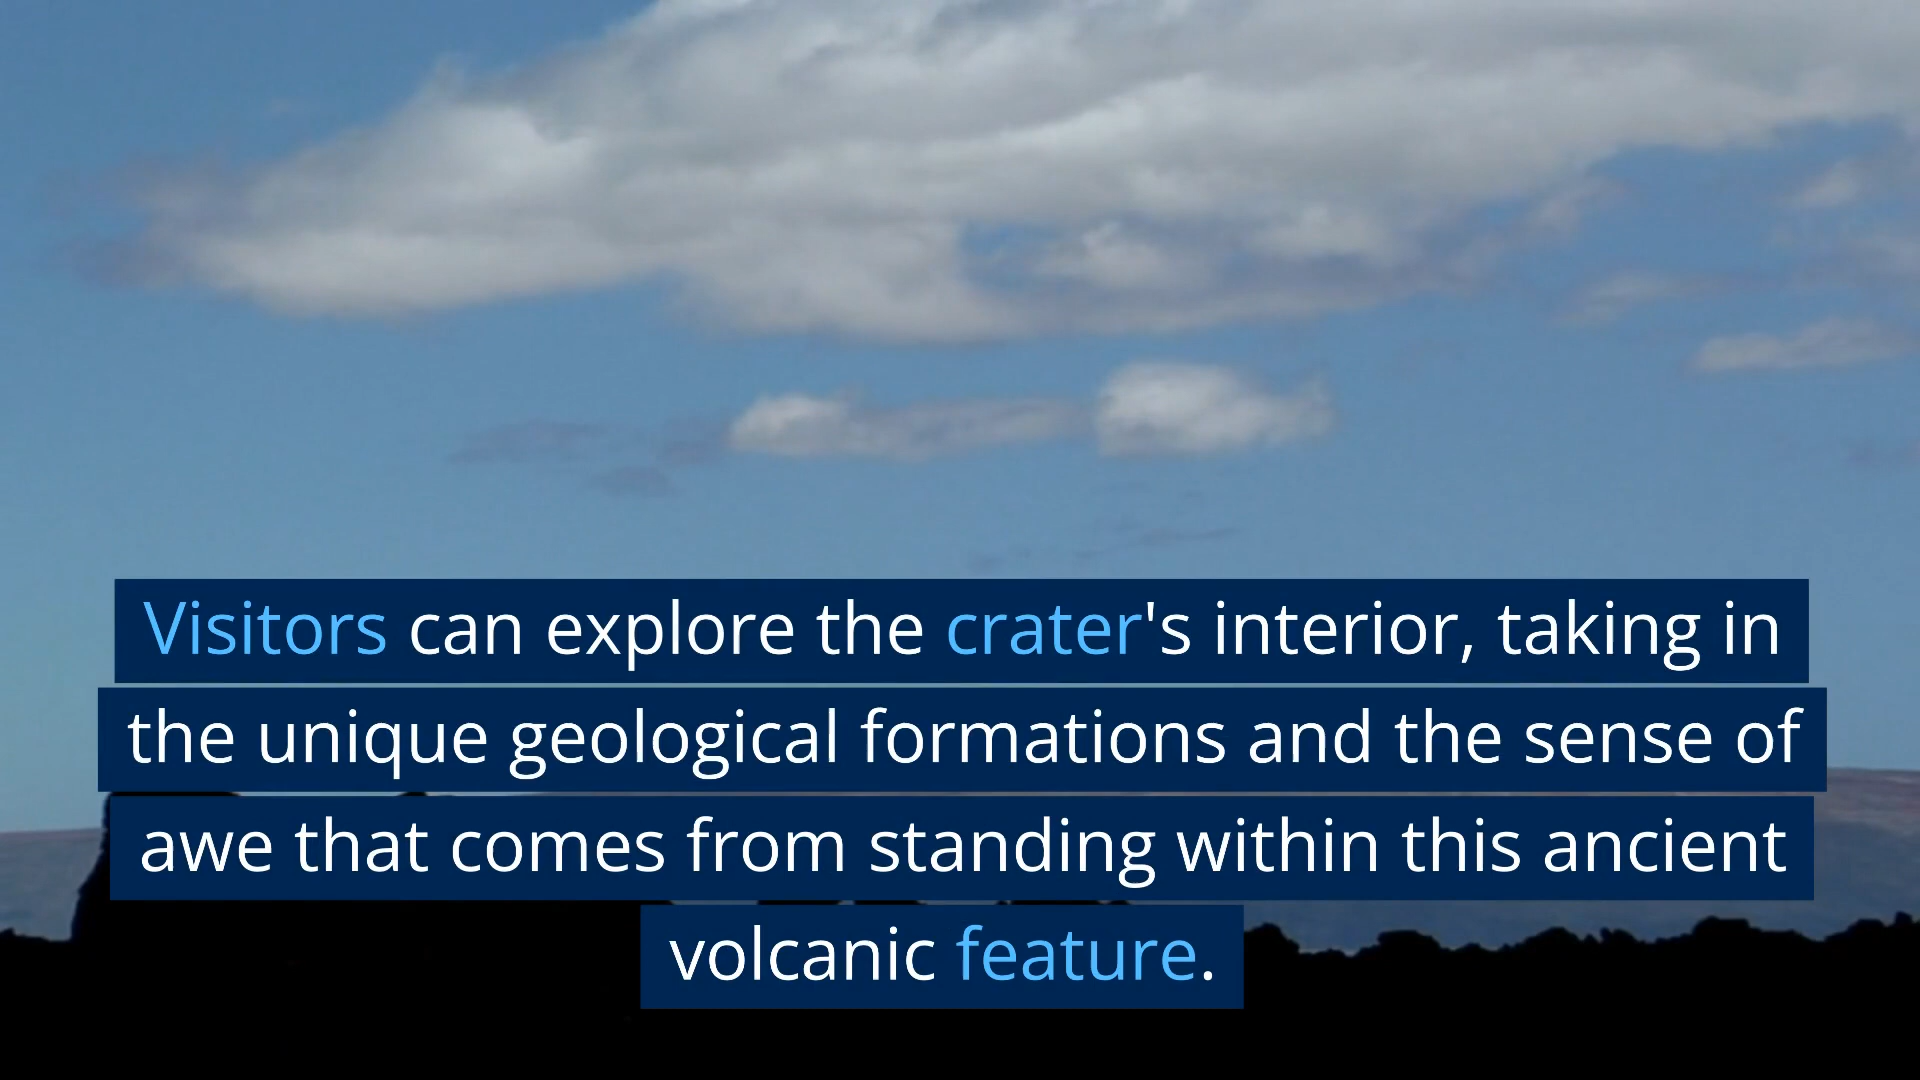 Visitors can explore the crater's interior, taking in
the unique geological formations and the sense of
awe that comes from standing within this ancient
volcanic feature.